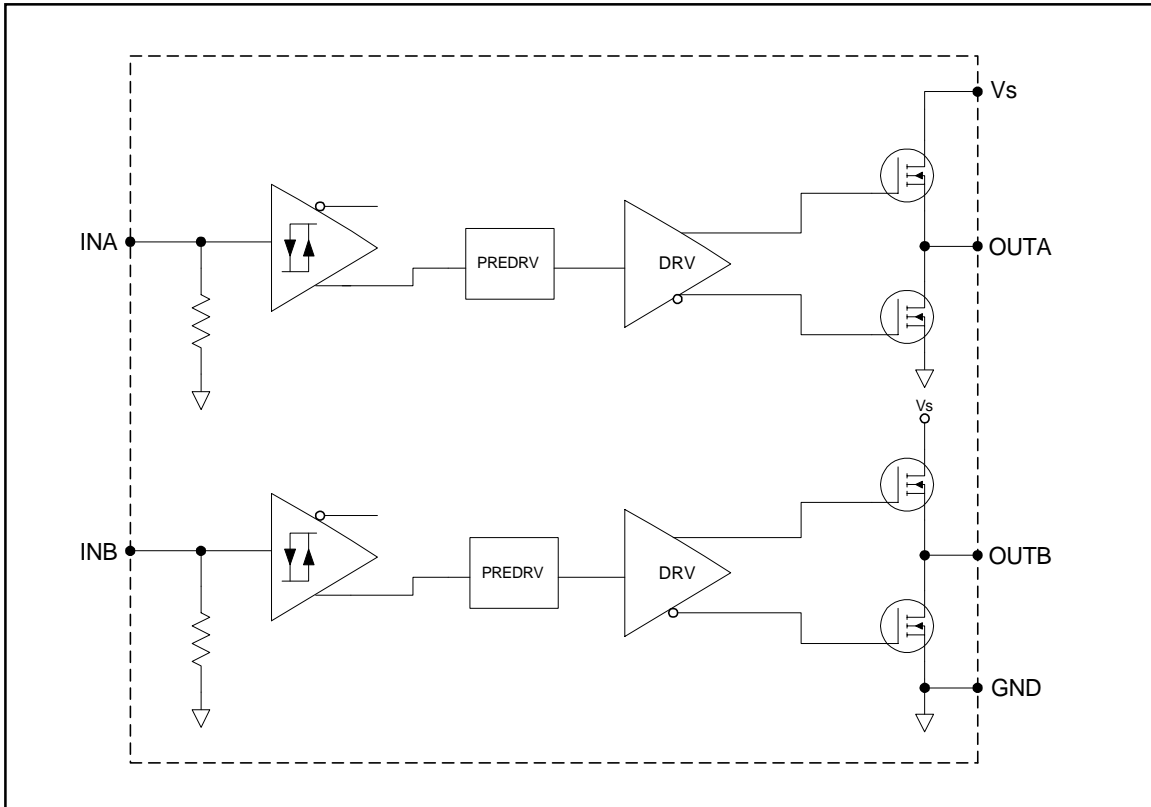 Vs
INA
PREDRV
DRV
OUTA
Vs
INB
PREDRV
DRV
OUTB
GND